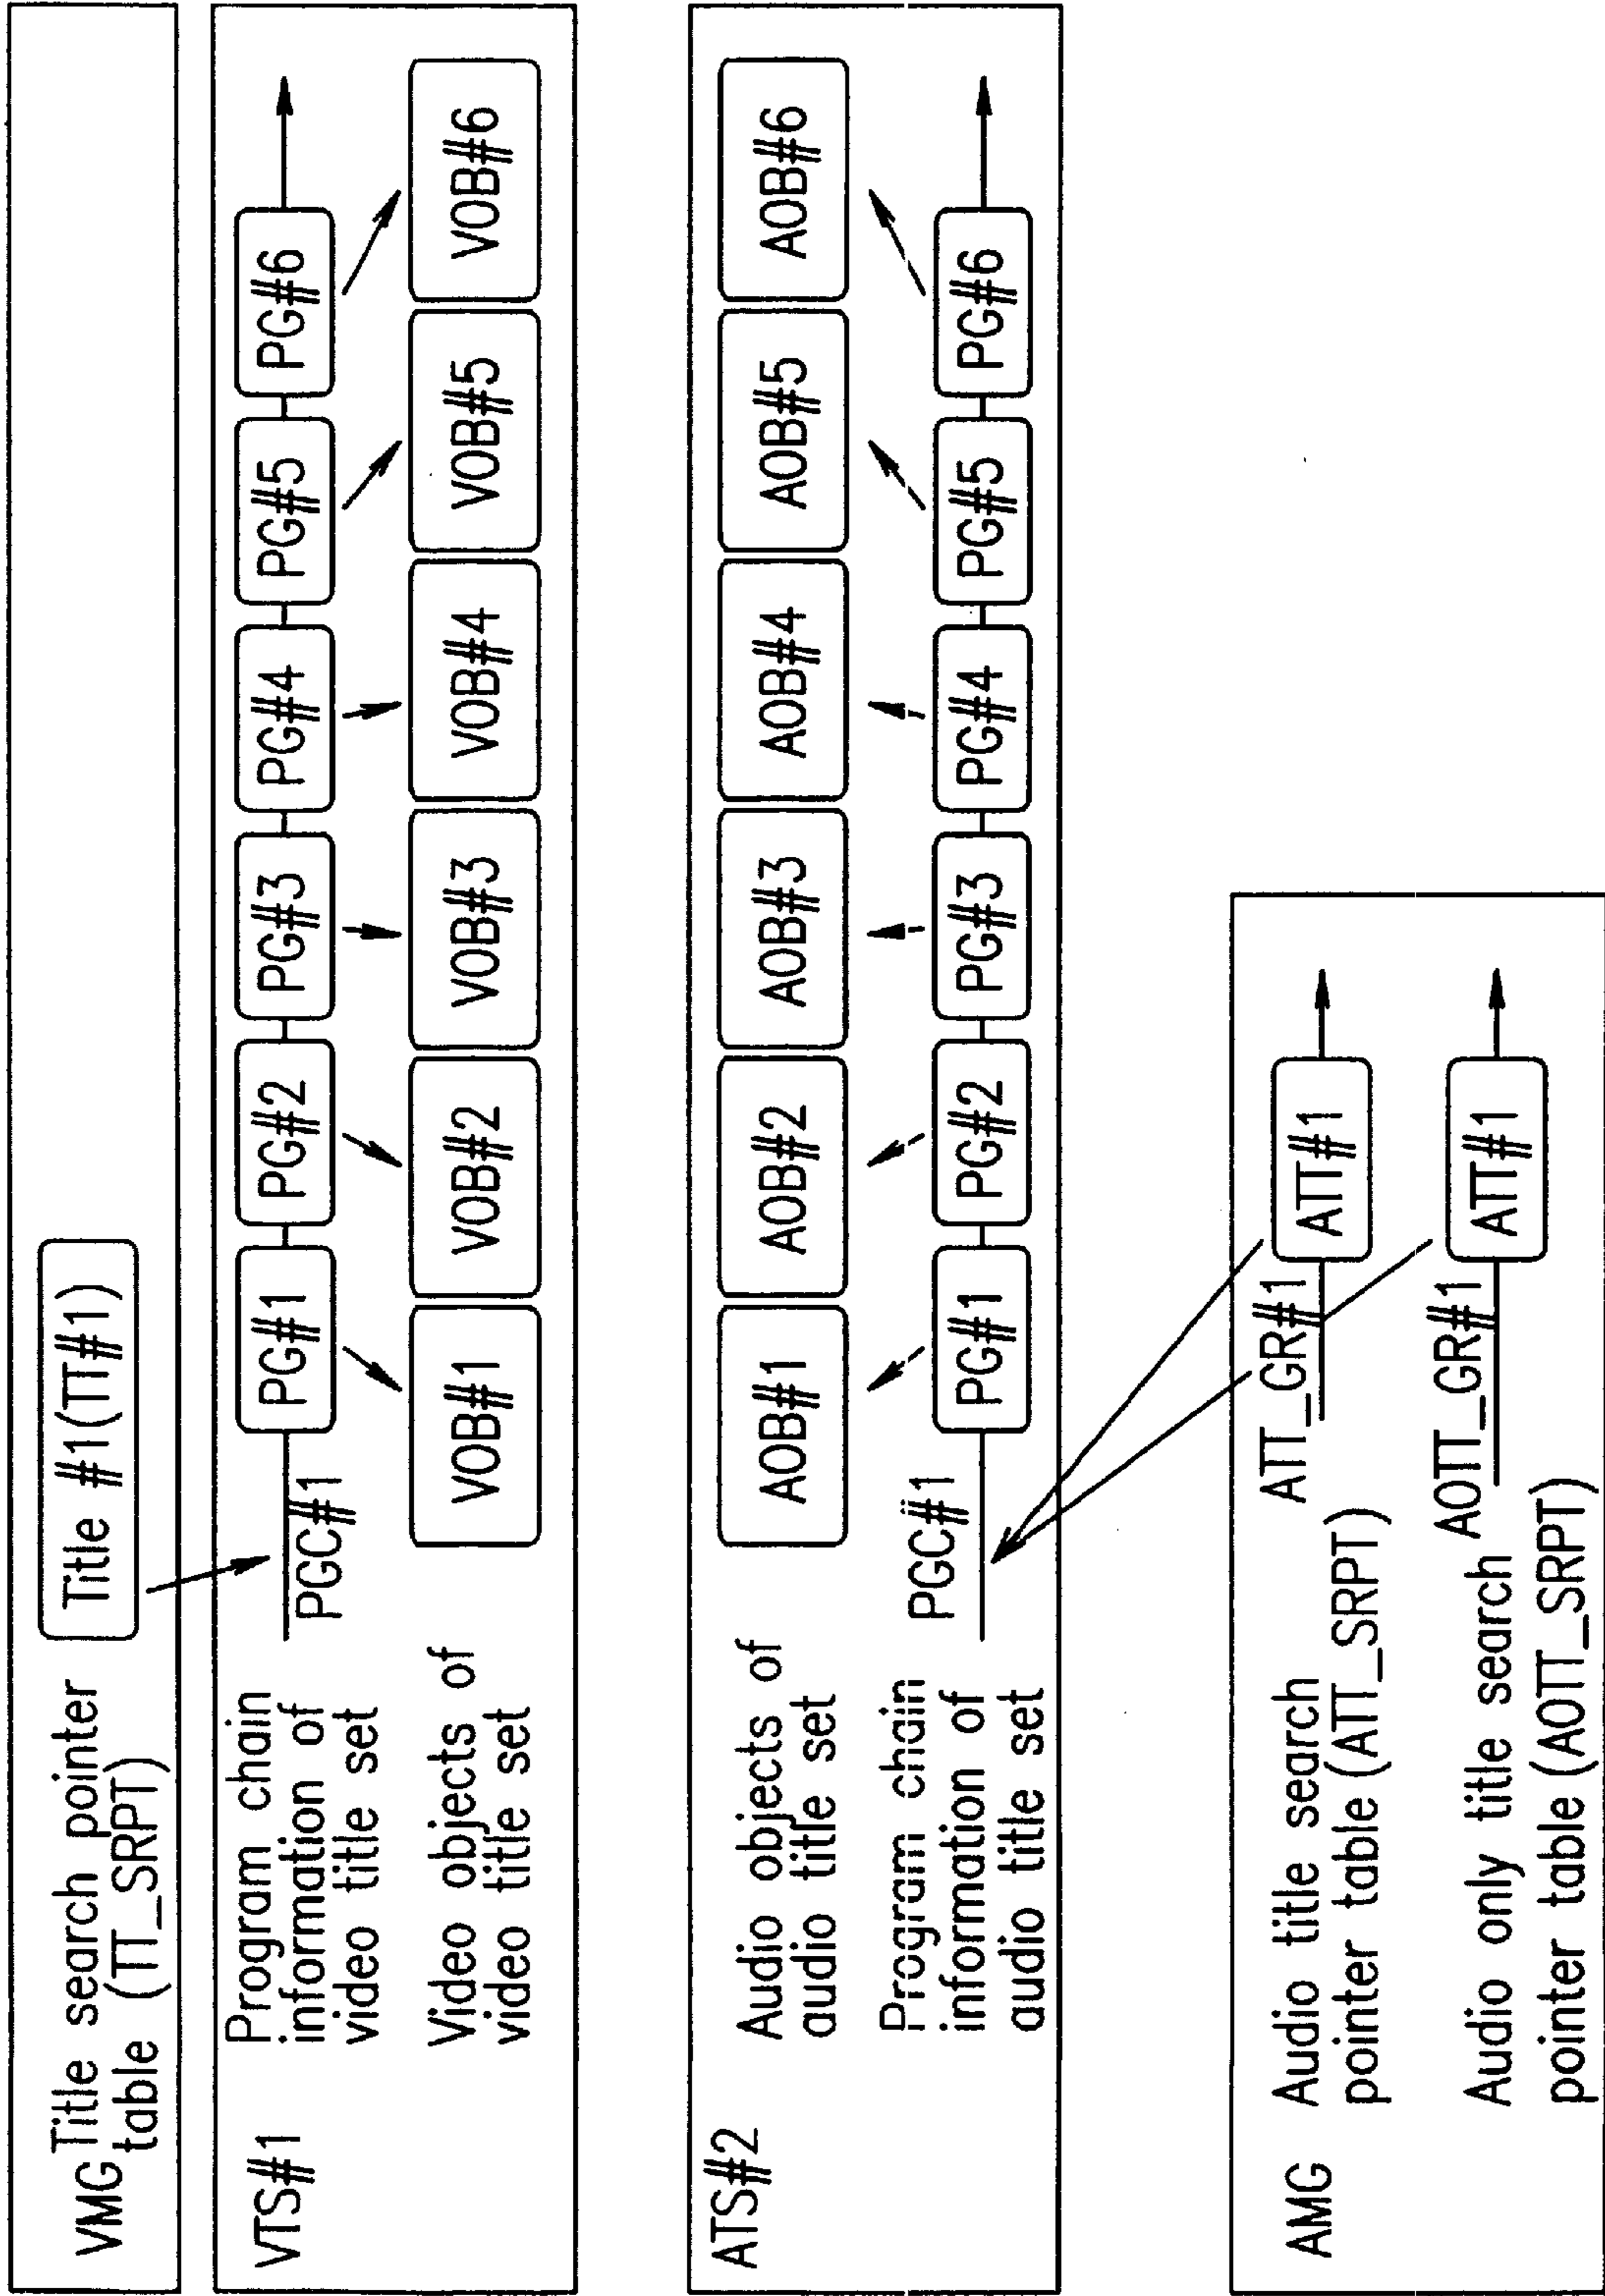 VMG Title search pointer
table (TT_SRPT)
Title #1(TT#1)
VTS#1
Program chain
information of
video title set
PGC#1
PG#1 PG#2 PG#3 PG#4 PG#5 PG#6
Video objects of
video title set
VOB#1 VOB#2 VOB#3 VOB#4 VOB#5 VOB#6
ATS#2
Audio objects of
audio title set
AOB#1 AOB#2 AOB#3 AOB#4 AOB#5 AOB#6
Program chain
information of
audio title set
PGC#1
PG#1 PG#2 PG#3 PG#4 PG#5 PG#6
AMG
Audio title search
pointer table (ATT_SRPT)
ATT_GR#1
ATT#1
Audio only title search
pointer table (AOTT_SRPT)
AOTT_GR#1
ATT#1